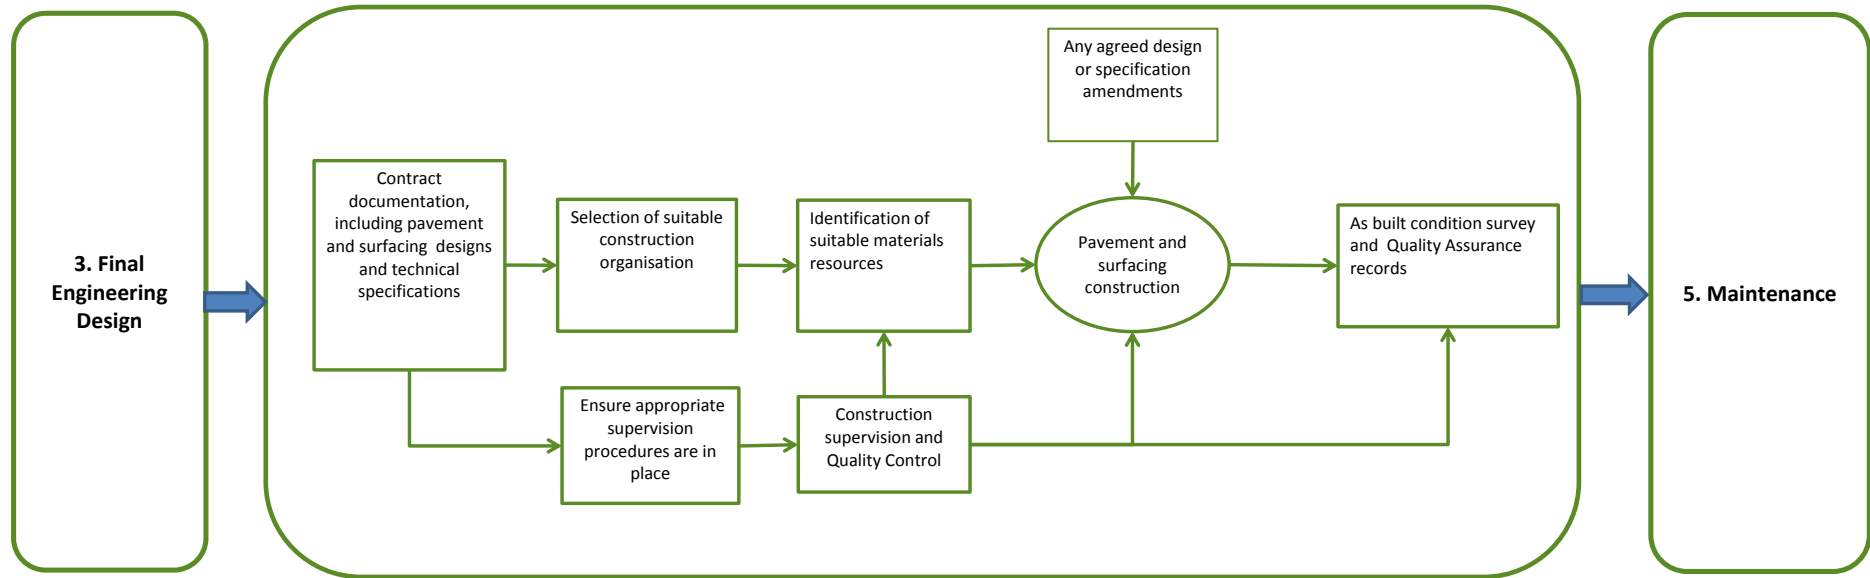 3. Final
Engineering
Design
Contract
documentation,
including pavement
and surfacing designs
and technical
specifications
Selection of suitable
construction
organisation
Identification of
suitable materials
resources
Any agreed design
or specification
amendments
Pavement and
surfacing
construction
As built condition survey
and Quality Assurance
records
Ensure appropriate
supervision
procedures are in
place
Construction
supervision and
Quality Control
5. Maintenance